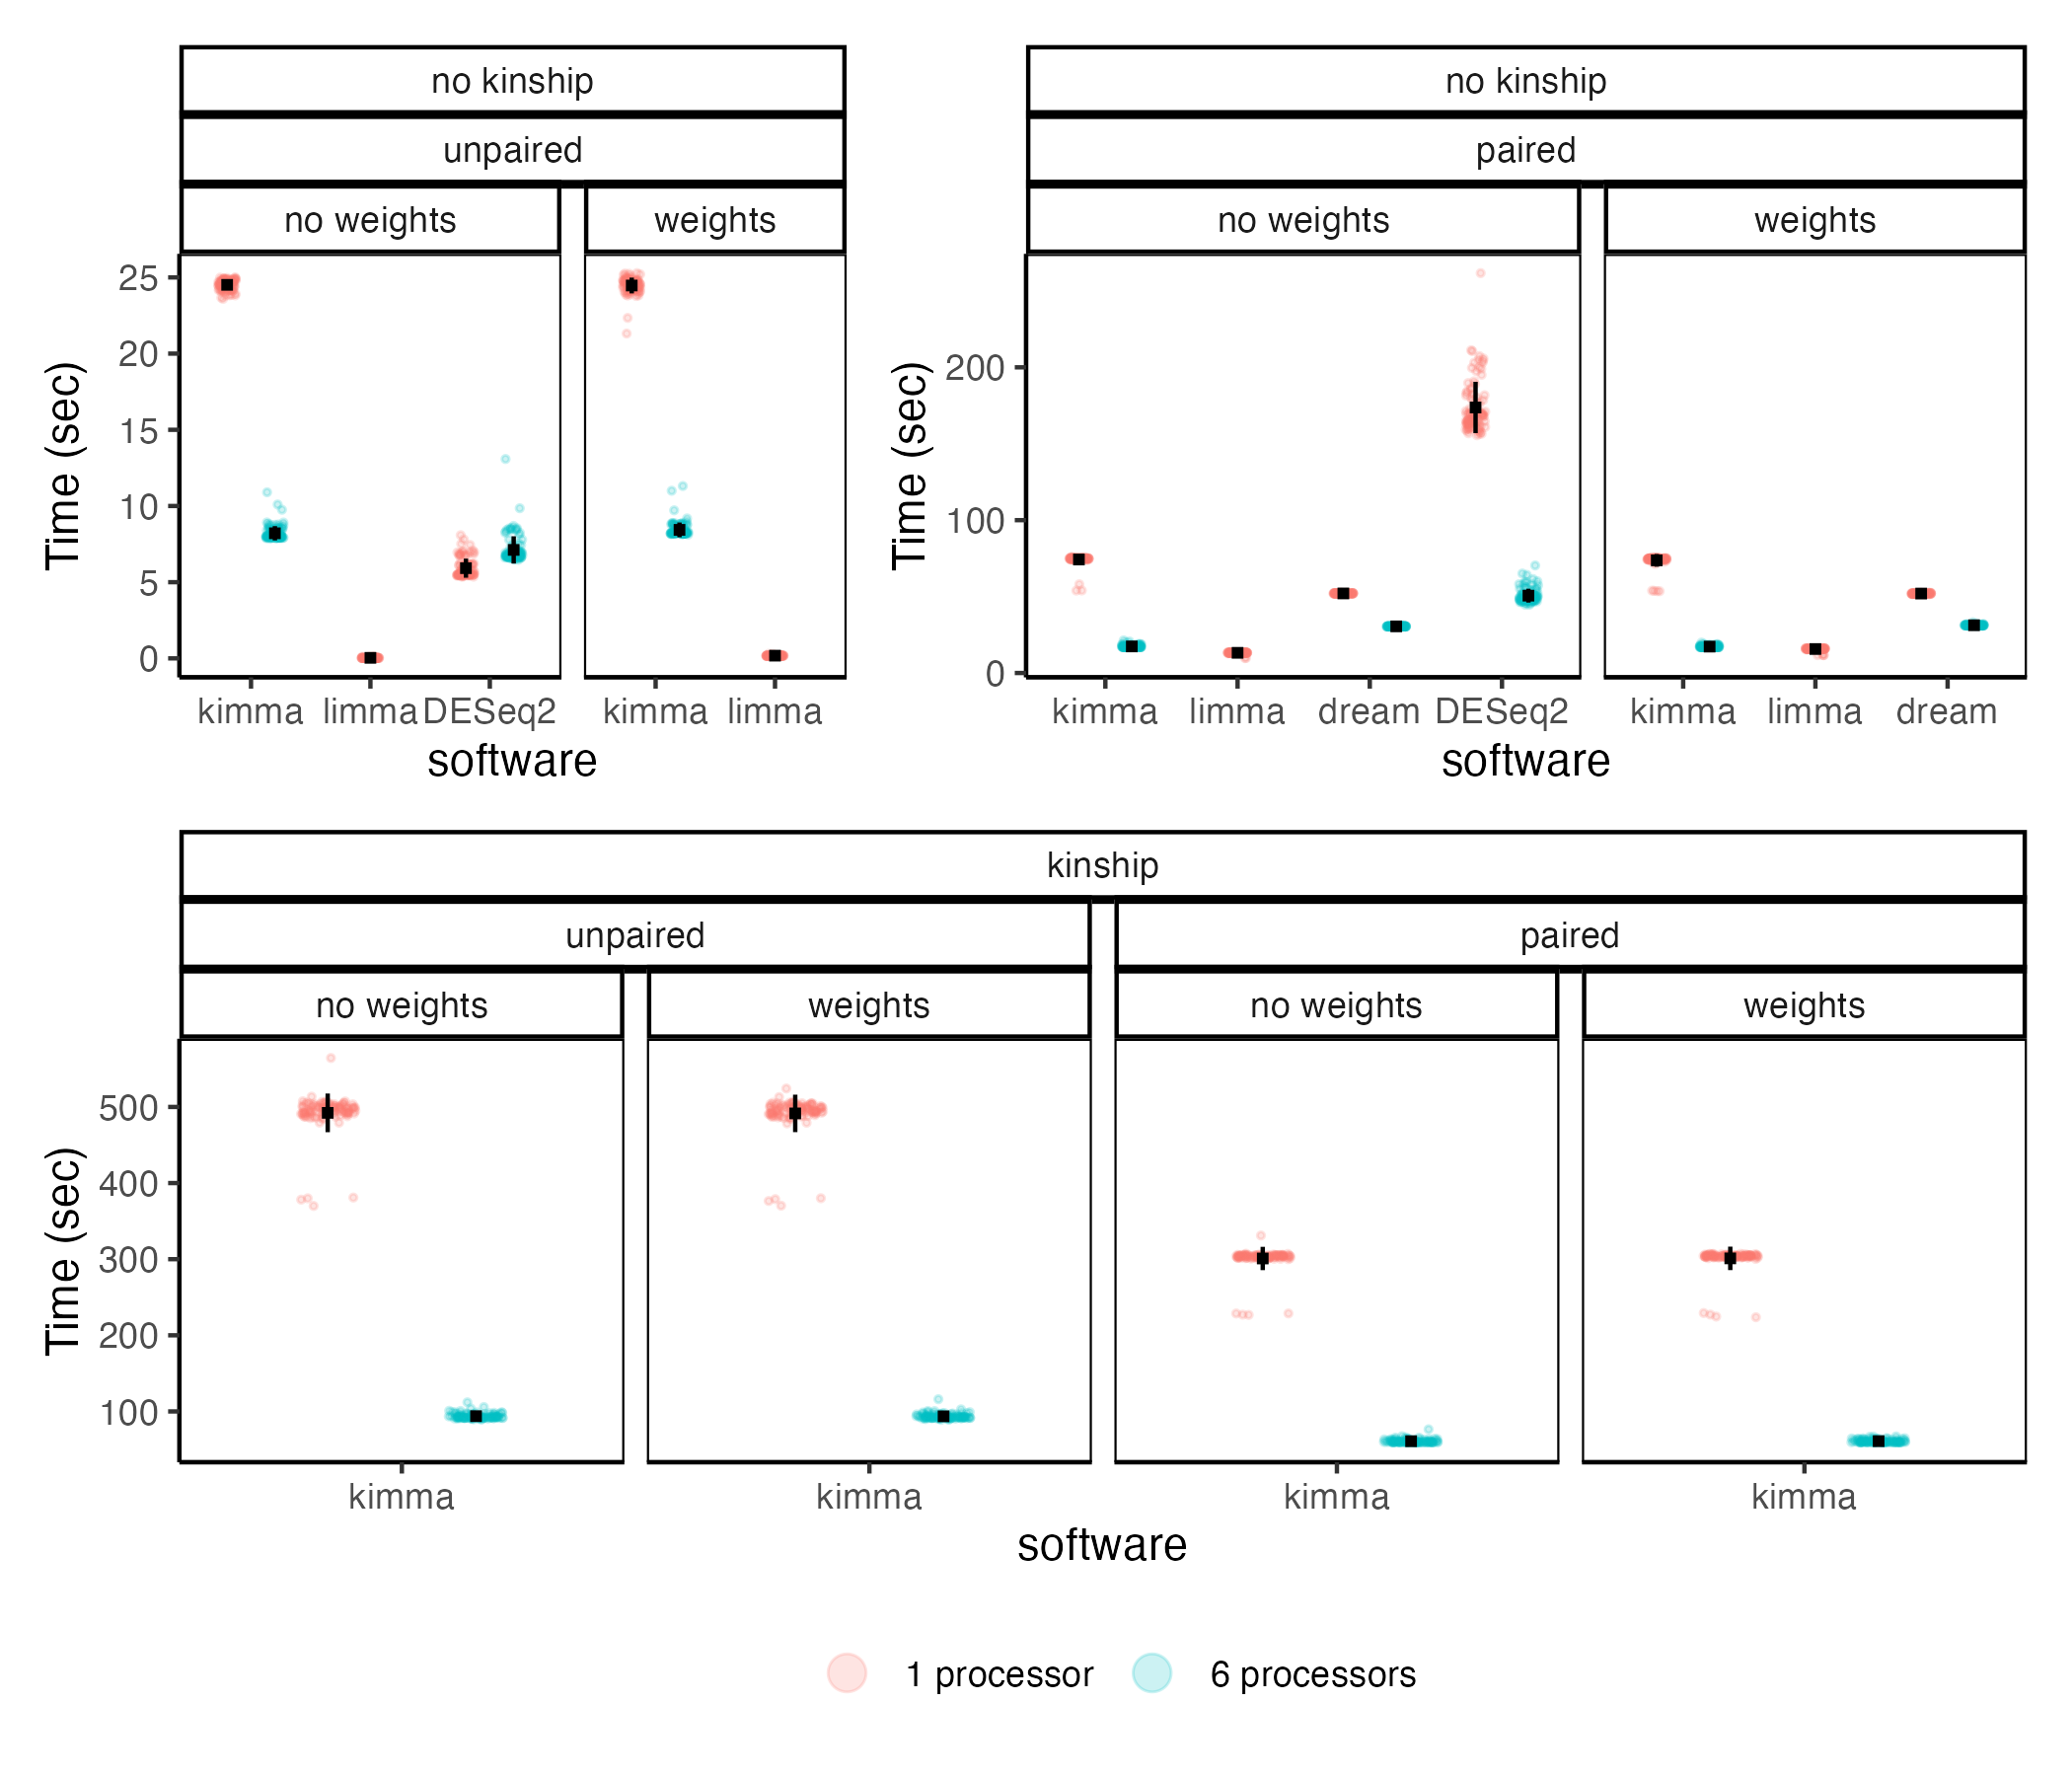 no kinship
unpaired
no weights
weights
25
20
15
10
5
0
Time (sec)
kimma limma DESeq2
kimma limma
software
no kinship
paired
no weights
weights
200
100
0
Time (sec)
kimma limma dream DESeq2
kimma limma dream
software
kinship
unpaired
paired
no weights
weights
no weights
weights
500
400
300
200
100
Time (sec)
kimma
kimma
kimma
kimma
software
1 processor
6 processors